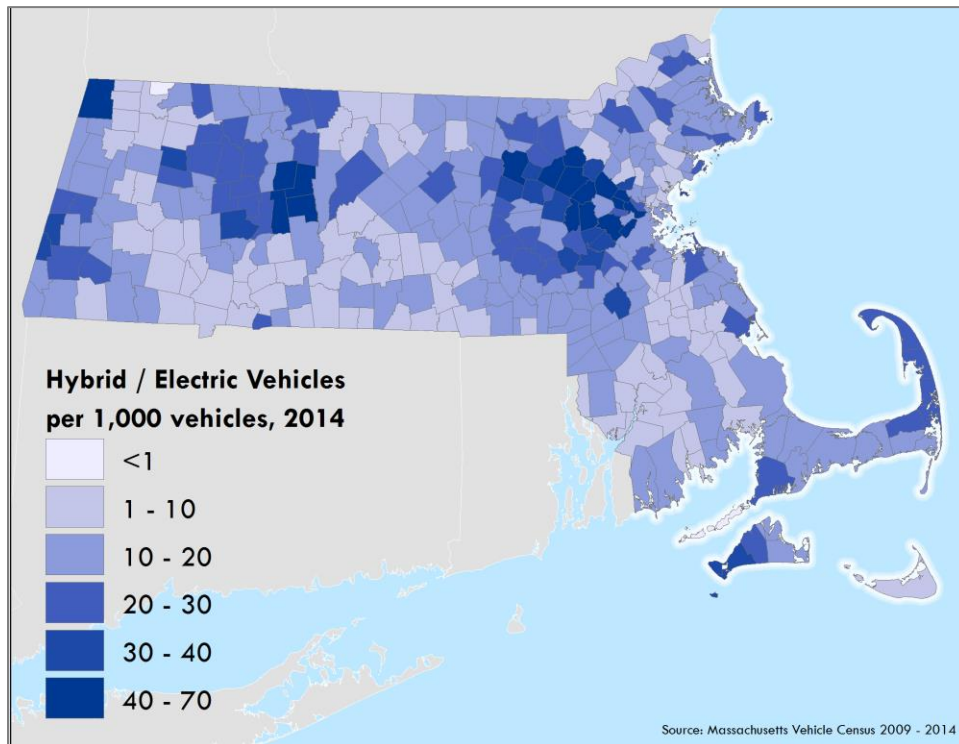 Hybrid / Electric Vehicles
per 1,000 vehicles, 2014
<1
1 - 10
10 - 20
20 - 30
30 - 40
40 - 70
Source: Massachusetts Vehicle Census 2009 - 2014